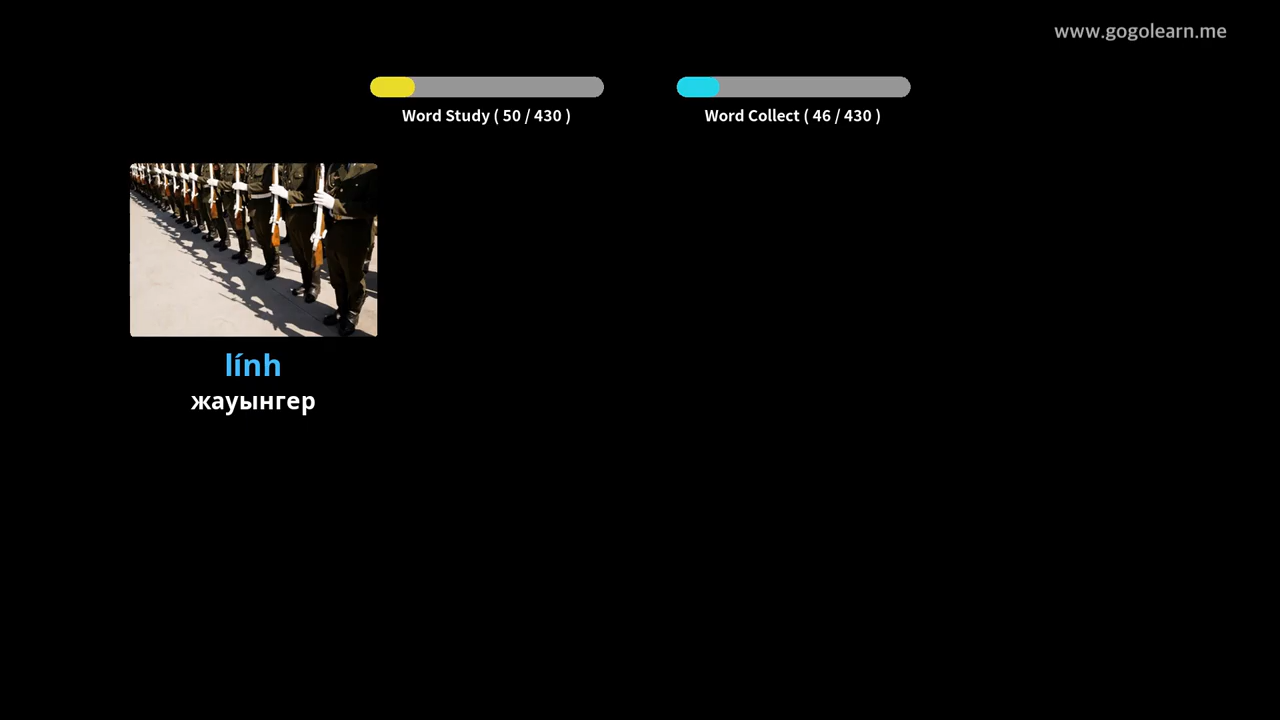 www.gogolearn.me
Word Study ( 50 / 430 )
Word Collect ( 46 / 430 )
lính
жауынгер